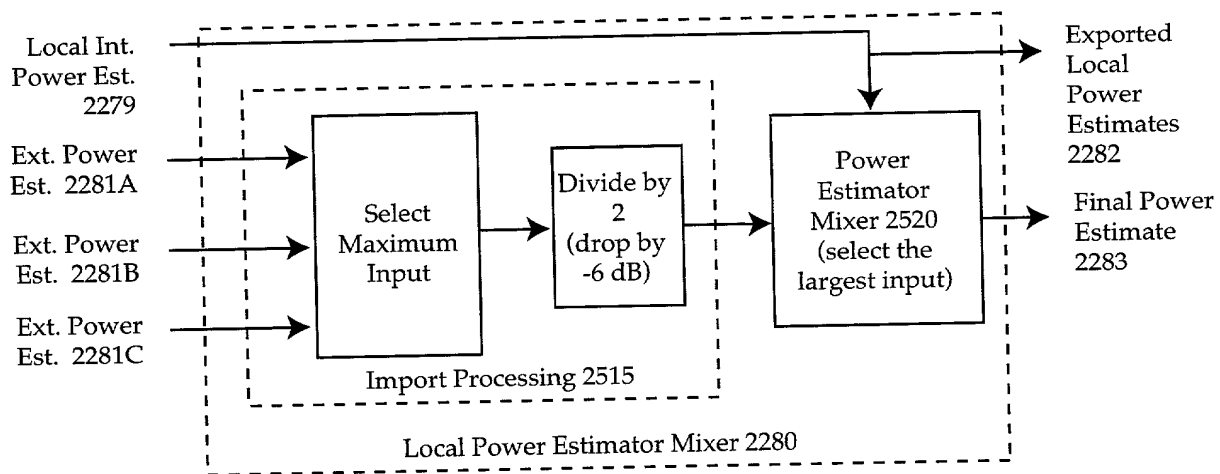 Local Int.
Power Est.
2279
Ext. Power
Est. 2281A
Ext. Power
Est. 2281B
Ext. Power
Est. 2281C
Select
Maximum
Input
Divide by
2
(drop by
-6 dB)
Import Processing 2515
Power
Estimator
Mixer 2520
(select the
largest input)
Local Power Estimator Mixer 2280
Exported
Local
Power
Estimates
2282
Final Power
Estimate
2283